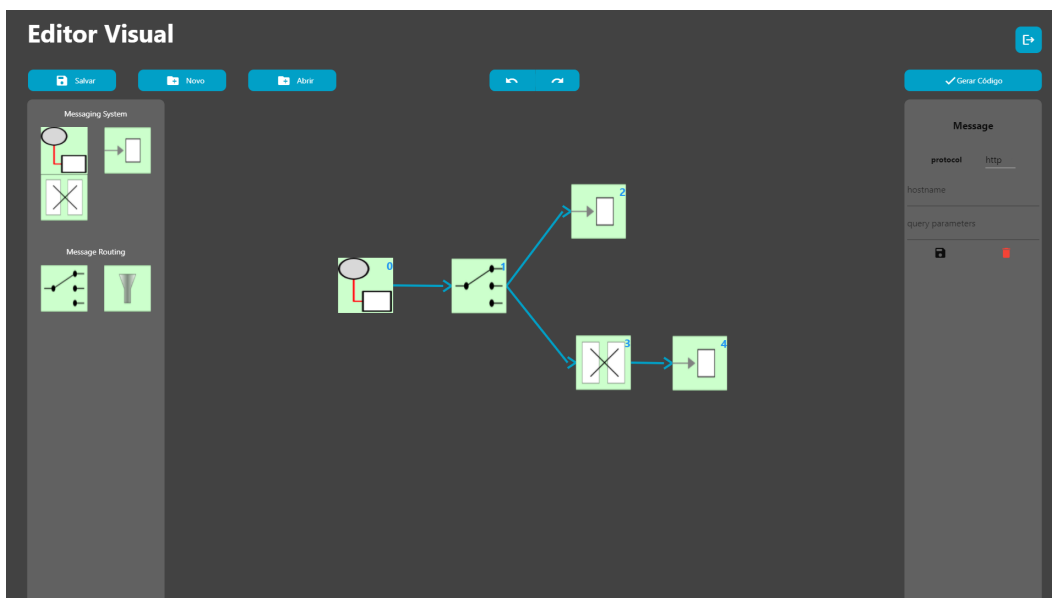 Editor Visual
Salvar
Novo
Abrir
Gerar Código
Messaging System
Message Routing
0
1
2
3
4
Message
protocol http
hostname
query parameters